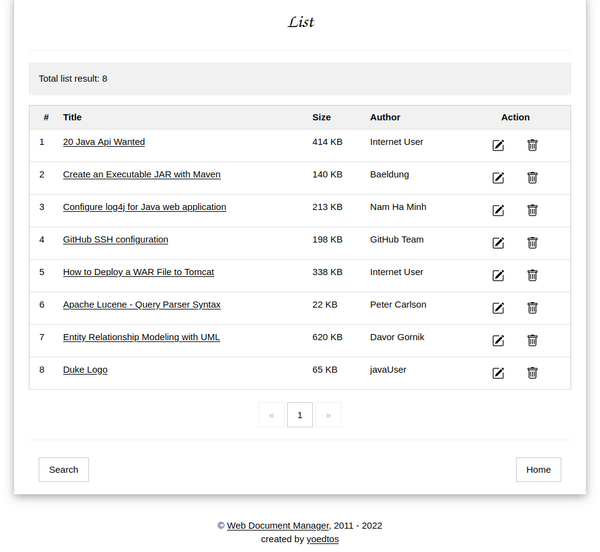 List
Total list result: 8
# Title Size Author Action
1 20 Java Api Wanted 414 KB Internet User
2 Create an Executable JAR with Maven 140 KB Baeldung
3 Configure log4j for Java web application 213 KB Nam Ha Minh
4 GitHub SSH configuration 198 KB GitHub Team
5 How to Deploy a WAR File to Tomcat 338 KB Internet User
6 Apache Lucene - Query Parser Syntax 22 KB Peter Carlson
7 Entity Relationship Modeling with UML 620 KB Davor Gornik
8 Duke Logo 65 KB javaUser
« 1 »
Search Home
© Web Document Manager, 2011 - 2022
created by yoedtos